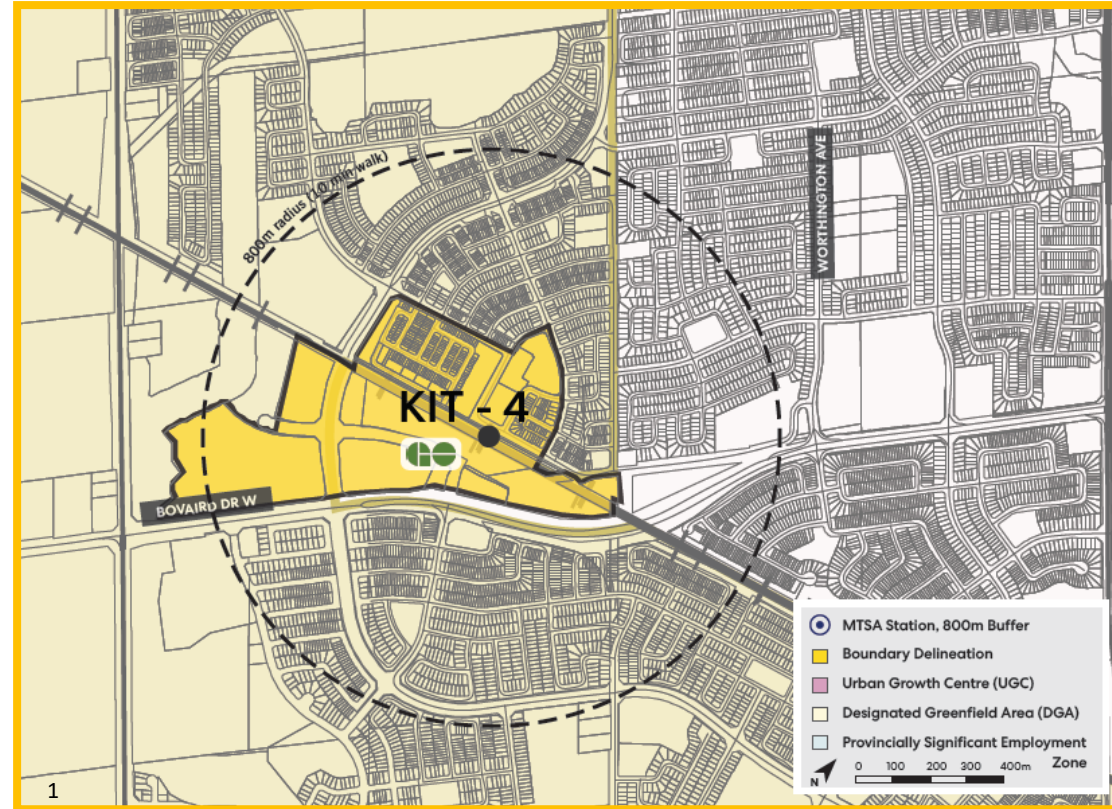 800m radius (10 min walk)
WORTHINGTON AVE
KIT - 4
GO
BOVAIRD DR W
MTSA Station, 800m Buffer
Boundary Delineation
Urban Growth Centre (UGC)
Designated Greenfield Area (DGA)
Provincially Significant Employment
Zone
0 100 200 300 400m
N
1